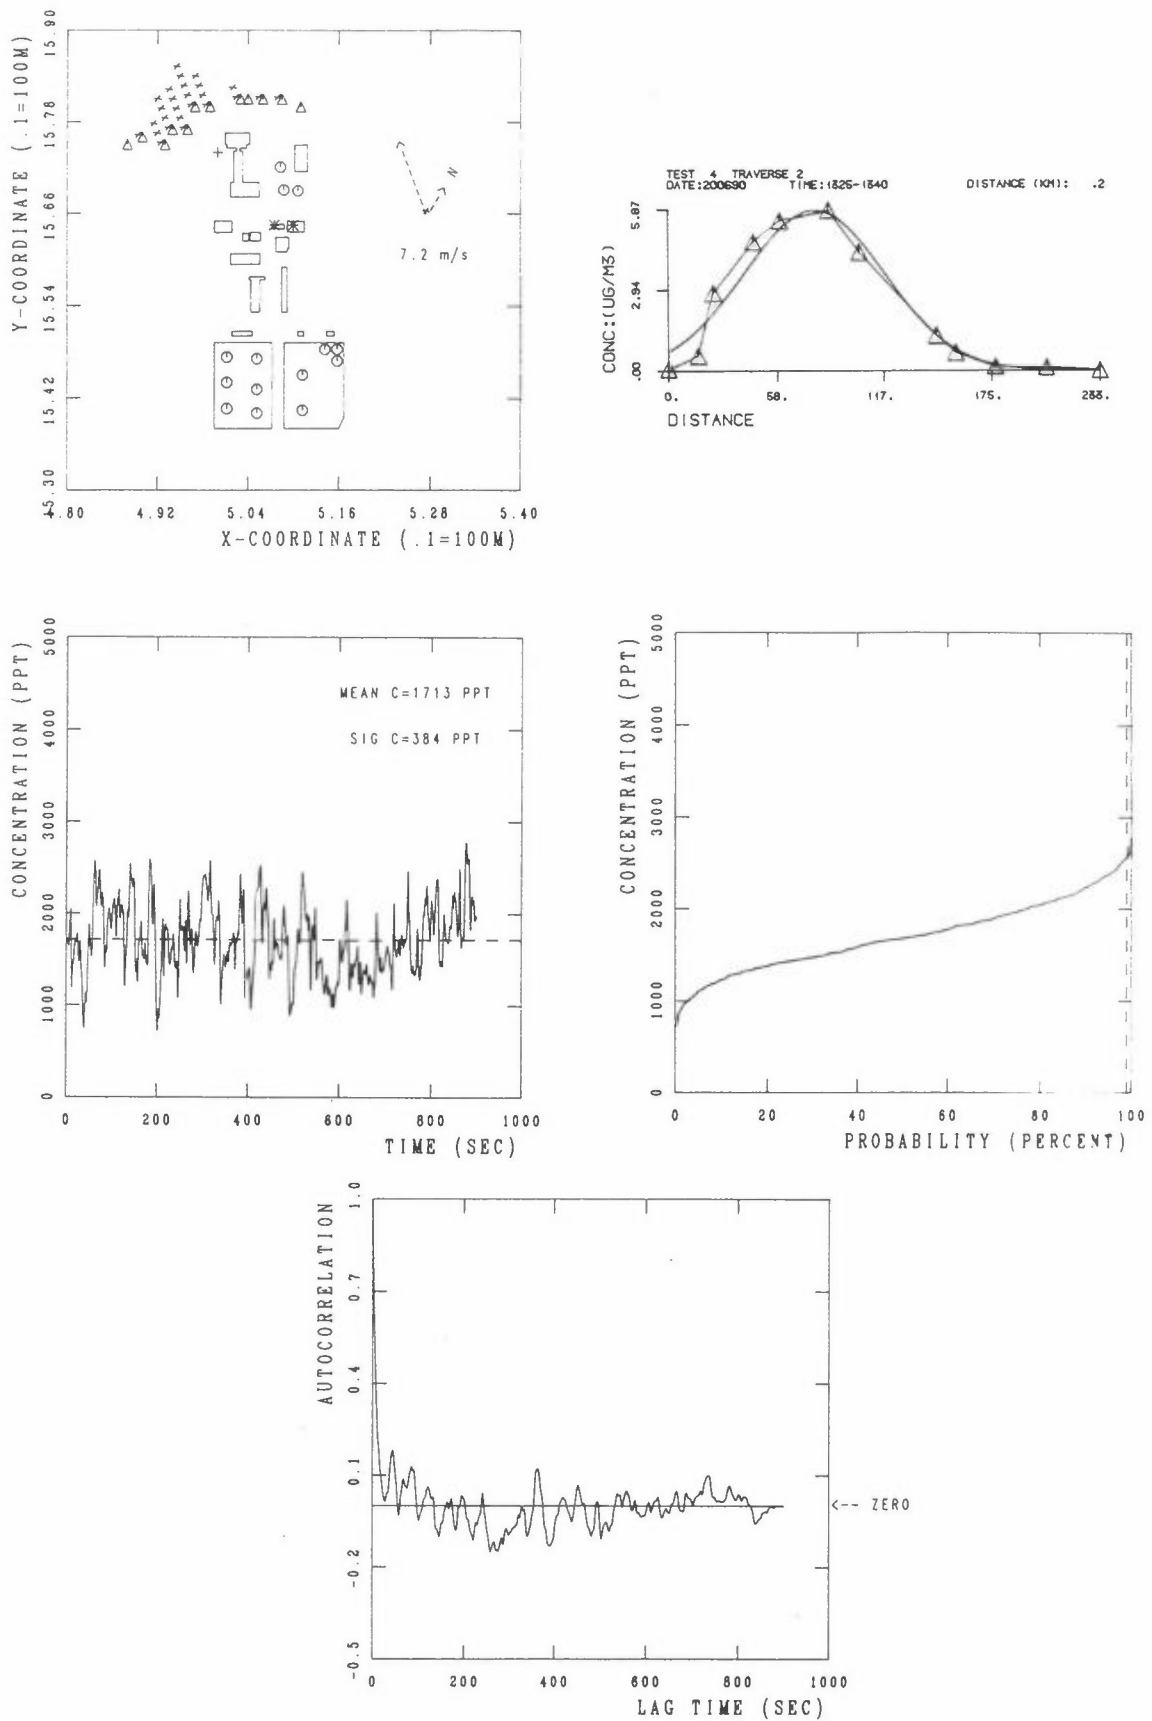 Y-COORDINATE (.1=100M)
15.90
15.78
15.66
15.54
15.42
15.30
N
7.2 m/s
4.80 4.92 5.04 5.16 5.28 5.40
X-COORDINATE (.1=100M)
TEST 4 TRAVERSE 2
DATE:200690 TIME:1325-1340 DISTANCE (KM): .2
CONC:(UG/M3)
5.87
2.94
.00
0. 58. 117. 175.
DISTANCE
CONCENTRATION (PPT)
5000
4000
3000
2000
1000
0
MEAN C=1713 PPT
SIG C=384 PPT
0 200 400 600 800 1000
TIME (SEC)
CONCENTRATION (PPT)
5000
4000
3000
2000
1000
0
0 20 40 60 80 100
PROBABILITY (PERCENT)
AUTOCORRELATION
1.0
0.7
0.4
0.1
-0.2
-0.5
<-- ZERO
0 200 400 600 800 1000
LAG TIME (SEC)